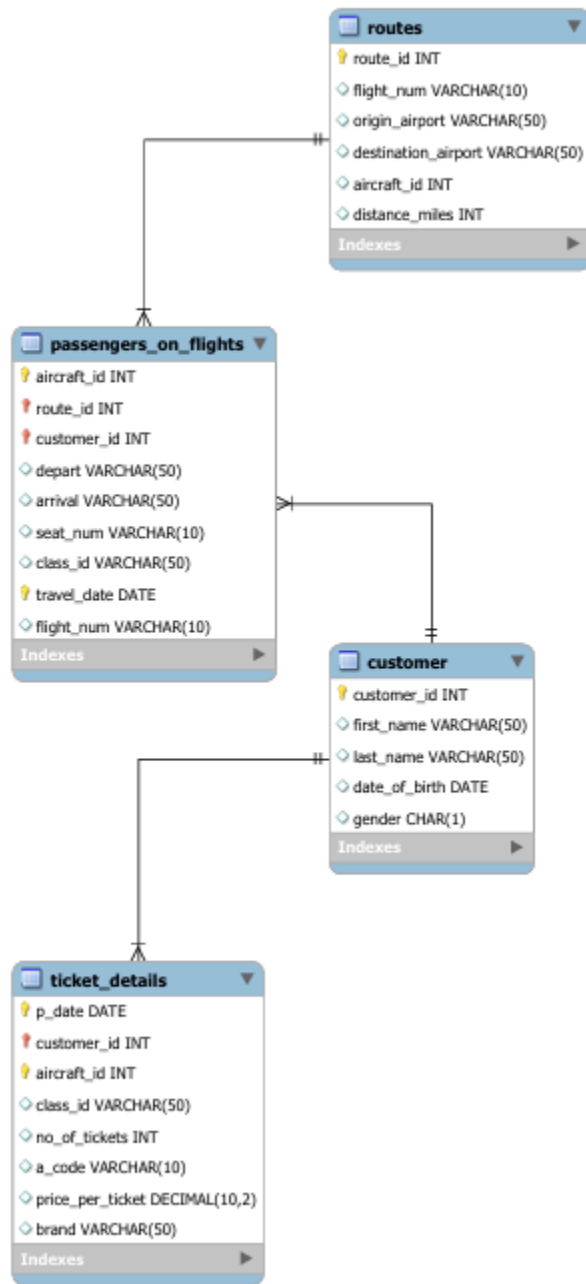 routes
route_id INT
flight_num VARCHAR(10)
origin_airport VARCHAR(50)
destination_airport VARCHAR(50)
aircraft_id INT
distance_miles INT
Indexes
passengers_on_flights
aircraft_id INT
route_id INT
customer_id INT
depart VARCHAR(50)
arrival VARCHAR(50)
seat_num VARCHAR(10)
class_id VARCHAR(50)
travel_date DATE
flight_num VARCHAR(10)
Indexes
customer
customer_id INT
first_name VARCHAR(50)
last_name VARCHAR(50)
date_of_birth DATE
gender CHAR(1)
Indexes
ticket_details
p_date DATE
customer_id INT
aircraft_id INT
class_id VARCHAR(50)
no_of_tickets INT
a_code VARCHAR(10)
price_per_ticket DECIMAL(10,2)
brand VARCHAR(50)
Indexes